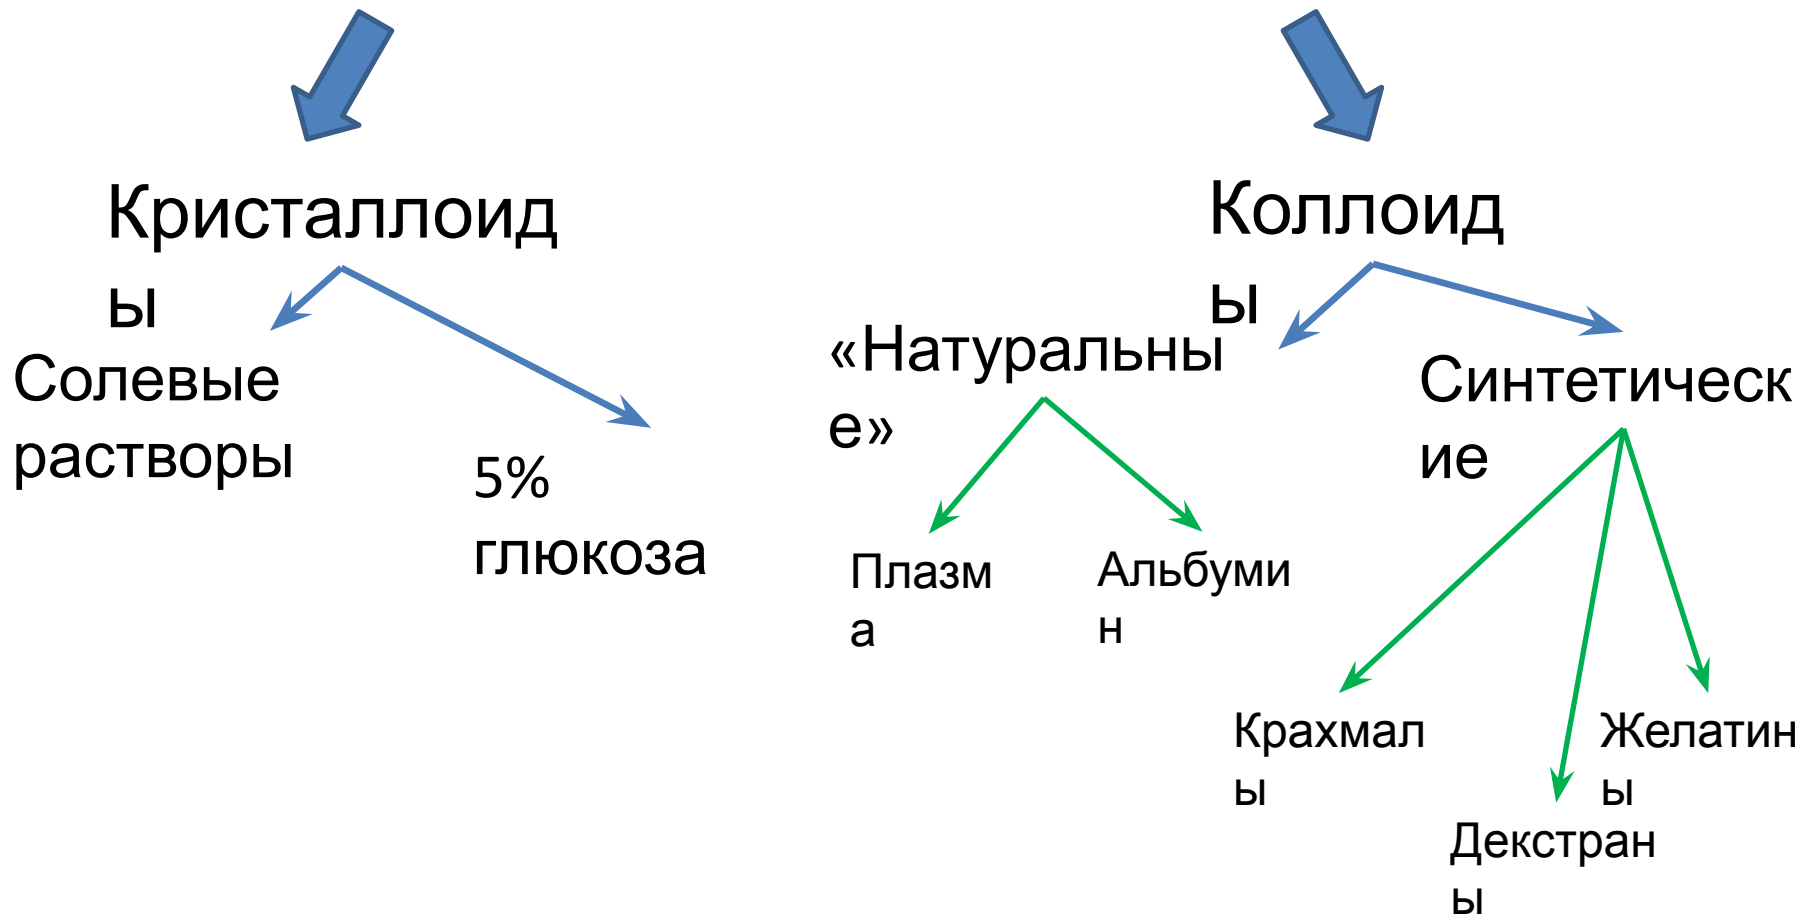 Кристаллоид
ы
Солевые
растворы
5%
глюкоза
Коллоид
ы
«Натуральны
е»
Плазм
а
Альбуми
н
Синтетическ
ие
Крахмал
ы
Декстран
ы
Желатин
ы